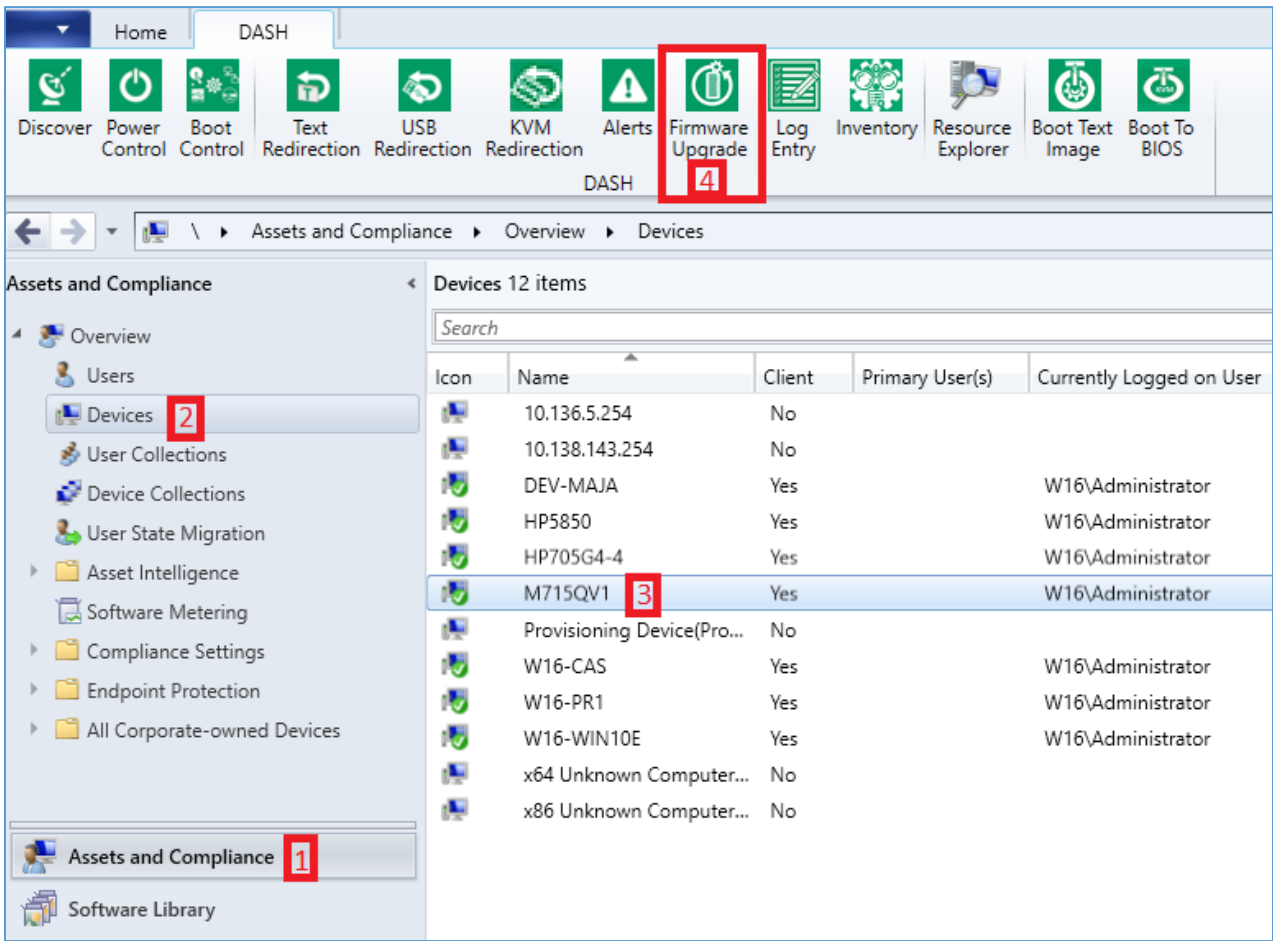 Home DASH
Discover Power Control Boot Control Text Redirection USB Redirection KVM Redirection Alerts Firmware Upgrade Log Entry Inventory Resource Explorer Boot Text Image Boot To BIOS
KVM
DASH 4
\ Assets and Compliance Overview Devices
Assets and Compliance
Overview
Users
Devices 2
User Collections
Device Collections
User State Migration
Asset Intelligence
Software Metering
Compliance Settings
Endpoint Protection
All Corporate-owned Devices
Assets and Compliance 1
Software Library
Devices 12 items
Search
Icon Name Client Primary User(s) Currently Logged on User
10.136.5.254 No
10.138.143.254 No
DEV-MAJA Yes W16\Administrator
HP5850 Yes W16\Administrator
HP705G4-4 Yes W16\Administrator
M715QV1 3 Yes W16\Administrator
Provisioning Device(Pro... No
W16-CAS Yes W16\Administrator
W16-PR1 Yes W16\Administrator
W16-WIN10E Yes W16\Administrator
x64 Unknown Computer... No
x86 Unknown Computer... No